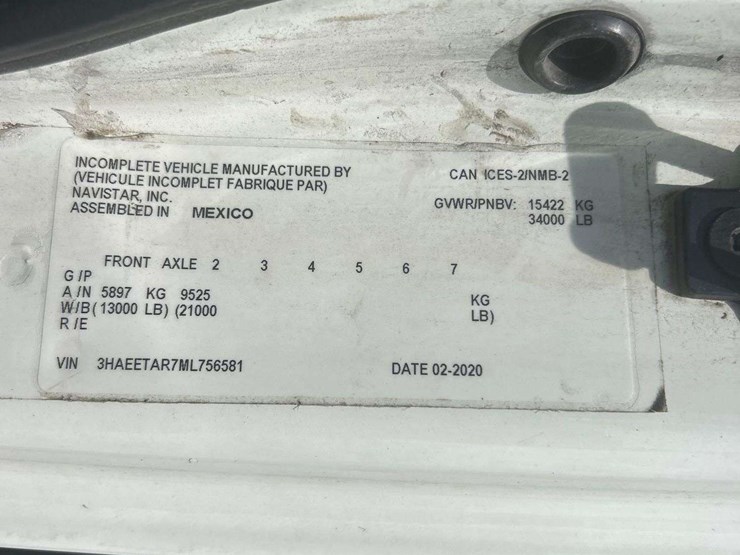 INCOMPLETE VEHICLE MANUFACTURED BY
(VEHICULE INCOMPLET FABRIQUE PAR)
NAVISTAR, INC.
ASSEMBLED IN MEXICO
CAN ICES-2/NMB-2
GVWR/PNBV: 15422 KG
34000 LB
FRONT AXLE 2 3 4 5 6 7
G /P
A /N 5897 KG 9525 KG
W/B ( 13000 LB) (21000 LB)
R /E
VIN 3HAEETAR7ML756581 DATE 02-2020